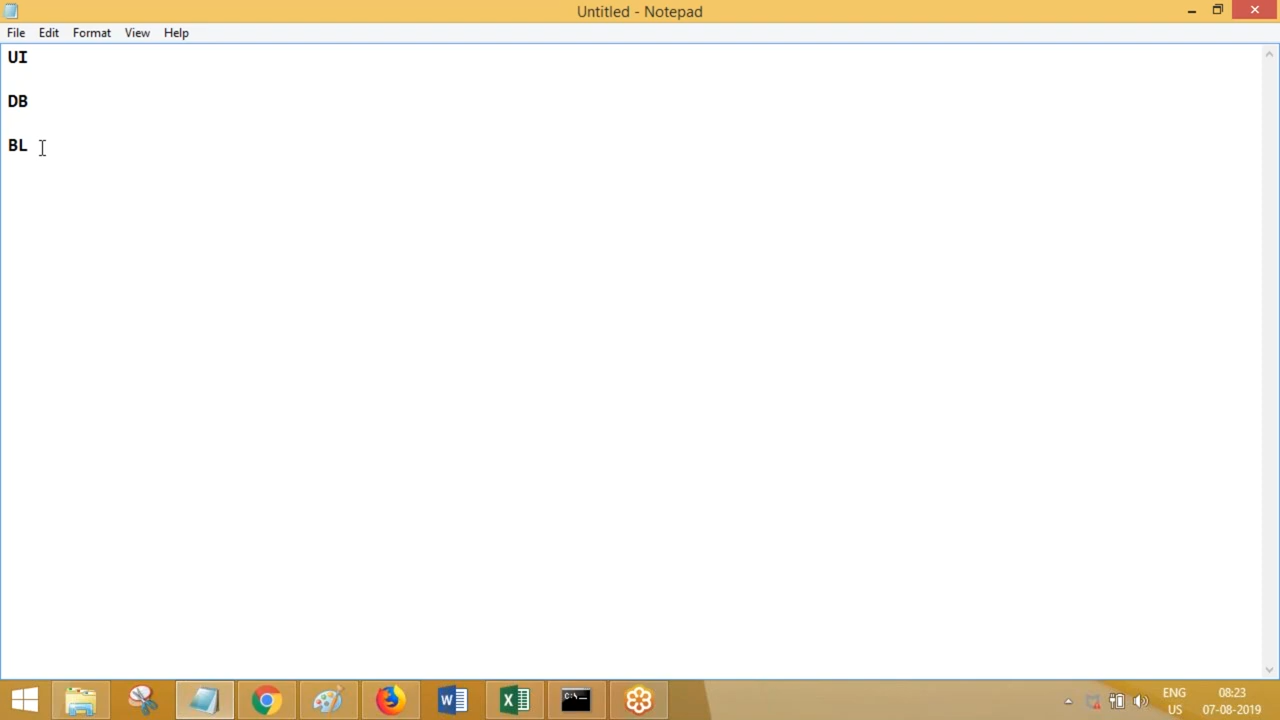 Untitled - Notepad
File Edit Format View Help
UI
DB
BL
ENG 08:23
US 07-08-2019